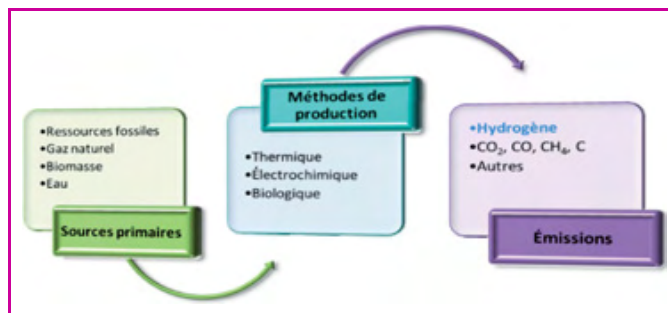 •Ressources fossiles
•Gaz naturel
•Biomasse
•Eau
Sources primaires
Méthodes de
production
•Thermique
•Électrochimique
•Biologique
•Hydrogène
•CO₂, CO, CH₄, C
•Autres
Émissions